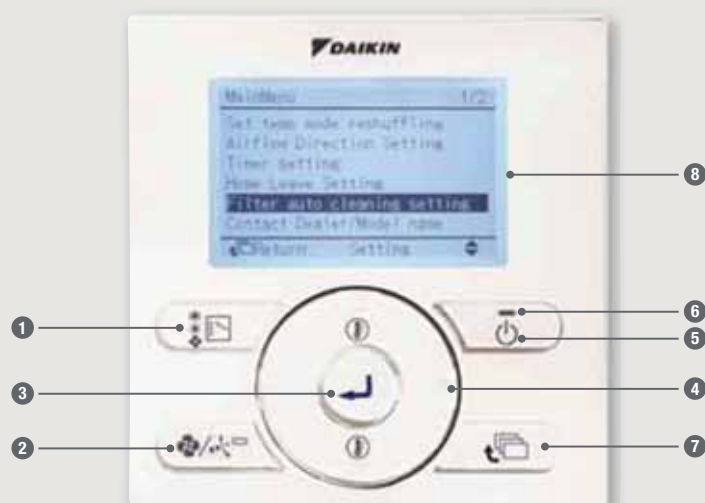 DAIKIN
MainMenu 1/2
Set temp mode reshuffling
Airflow Direction Setting
Timer Setting
Home Leave Setting
Filter auto cleaning setting
Contact Dealer/Model name
Return Setting
8
1
6
5
3
4
2
7